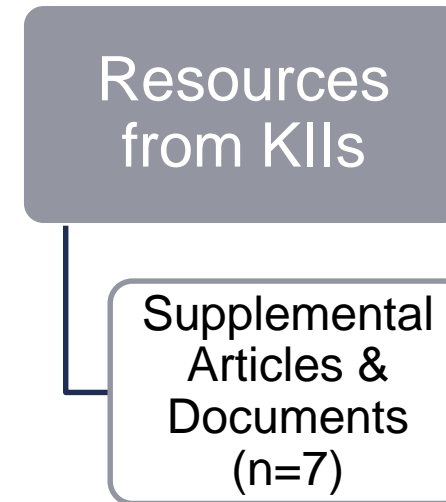 Resources
from KIIs
Supplemental
Articles &
Documents
(n=7)